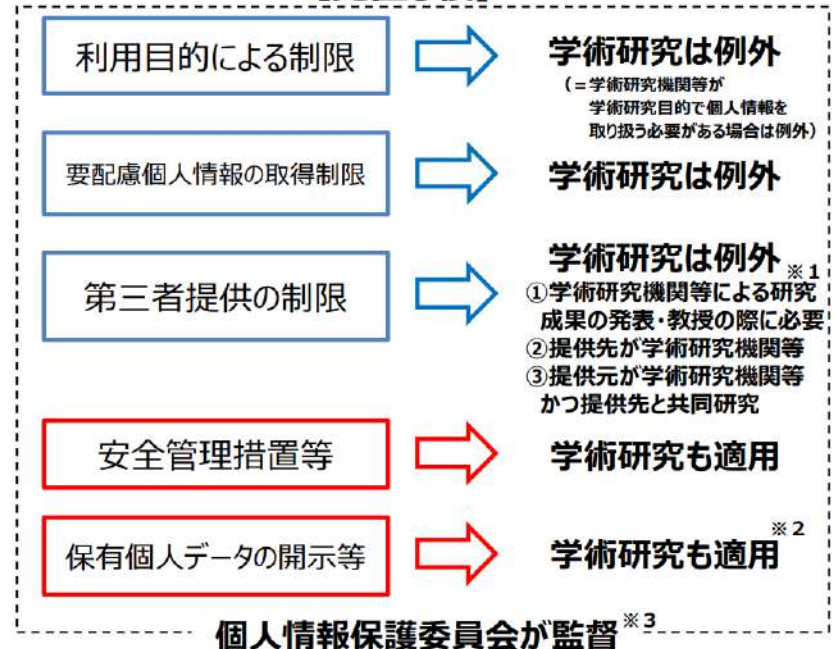 利用目的による制限
学術研究は例外
(=学術研究機関等が
学術研究目的で個人情報を
取り扱う必要がある場合は例外)
要配慮個人情報の取得制限
学術研究は例外
第三者提供の制限
学術研究は例外※1
①学術研究機関等による研究
成果の発表・教授の際に必要
②提供先が学術研究機関等
③提供元が学術研究機関等
かつ提供先と共同研究
安全管理措置等
学術研究も適用
保有個人データの開示等
学術研究も適用※2
個人情報保護委員会が監督※3